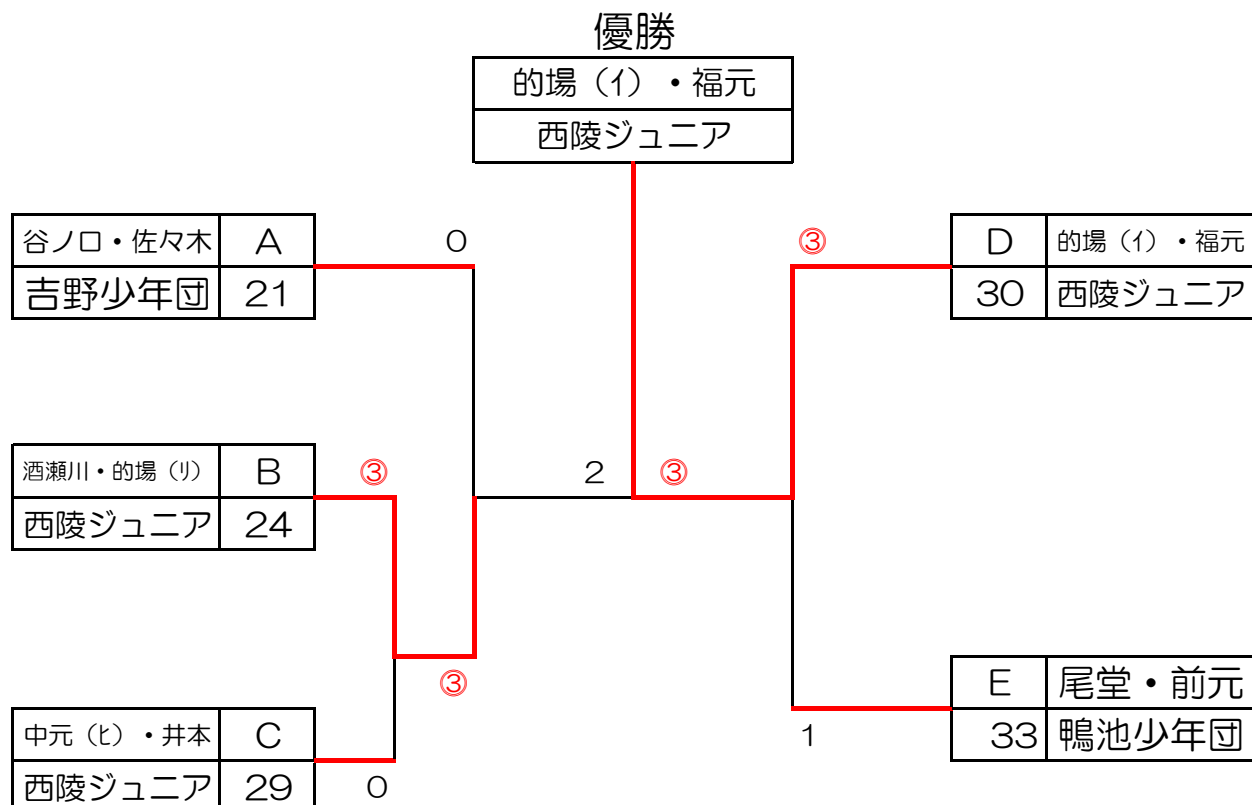 優勝
的場（ｲ）・福元
西陵ジュニア
谷ノ口・佐々木 A 0 ③ D 的場（ｲ）・福元
吉野少年団 21 30 西陵ジュニア
酒瀬川・的場（ﾘ） B ③ 2 ③
西陵ジュニア 24
③ E 尾堂・前元
中元（ﾋ）・井本 C 1 33 鴨池少年団
西陵ジュニア 29 0